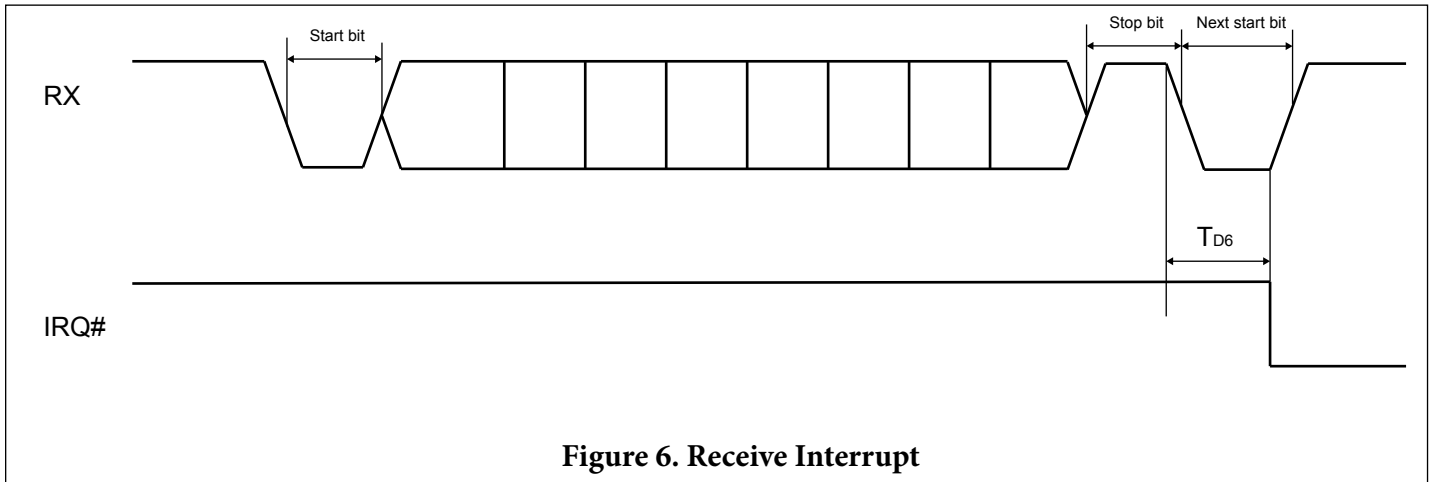 Start bit
Stop bit
Next start bit
RX
TD6
IRQ#
Figure 6. Receive Interrupt